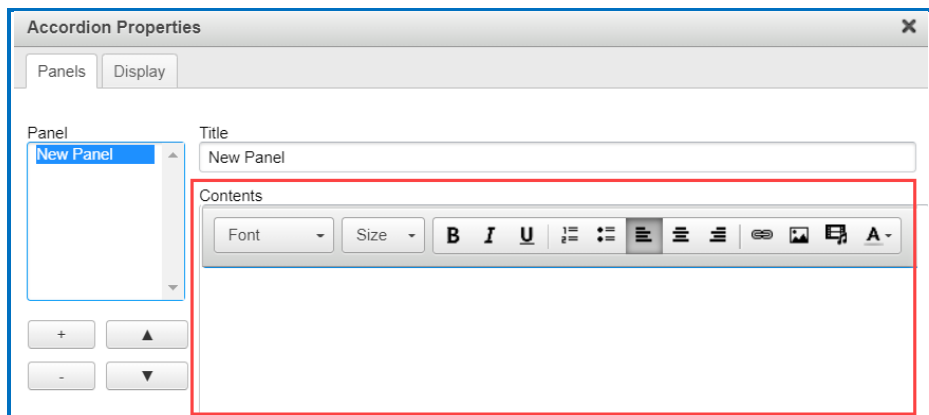 Accordion Properties
Panels Display
Panel
New Panel
Title
New Panel
Contents
Font Size B I U A
+
-